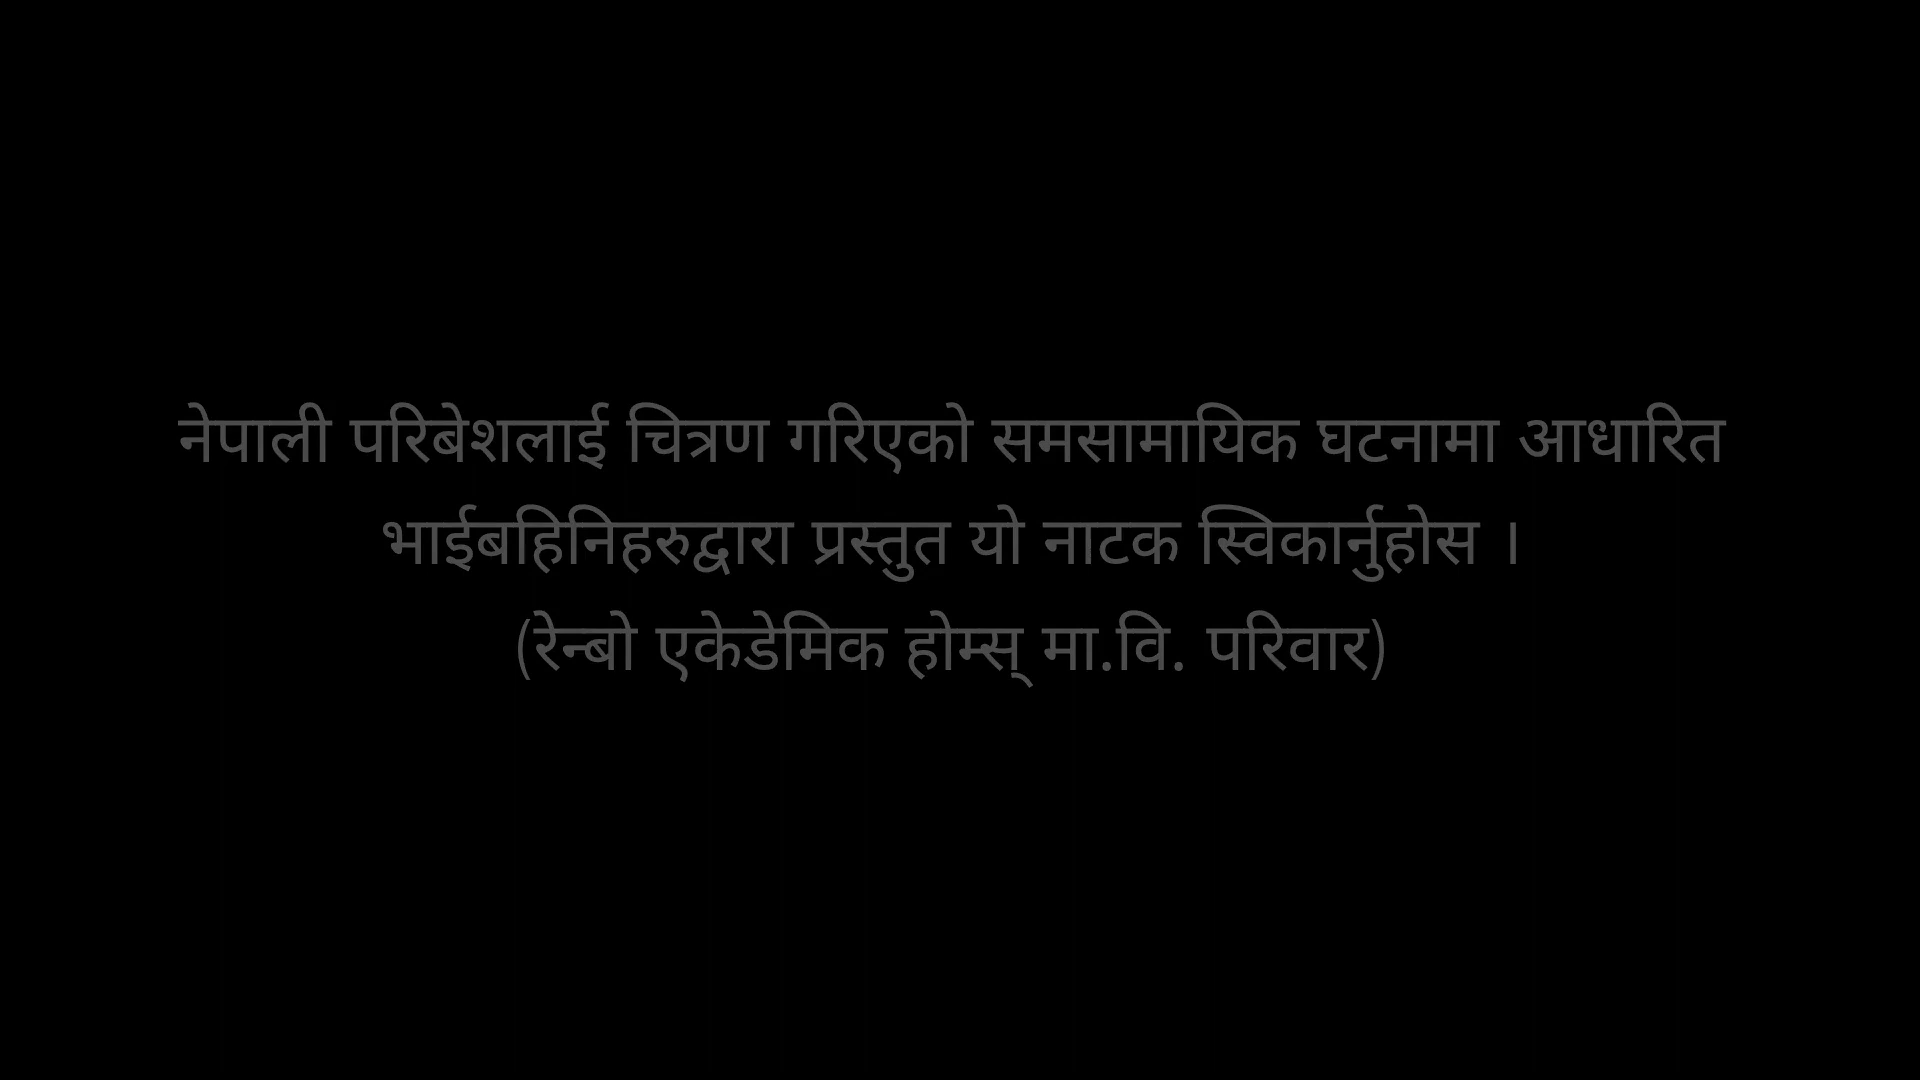 नेपाली परिबेशलाई चित्रण गरिएको समसामायिक घटनामा आधारित
भाईबहिनिहरुद्वारा प्रस्तुत यो नाटक स्विकार्नुहोस ।
(रेन्बो एकेडेमिक होम्स् मा.वि. परिवार)